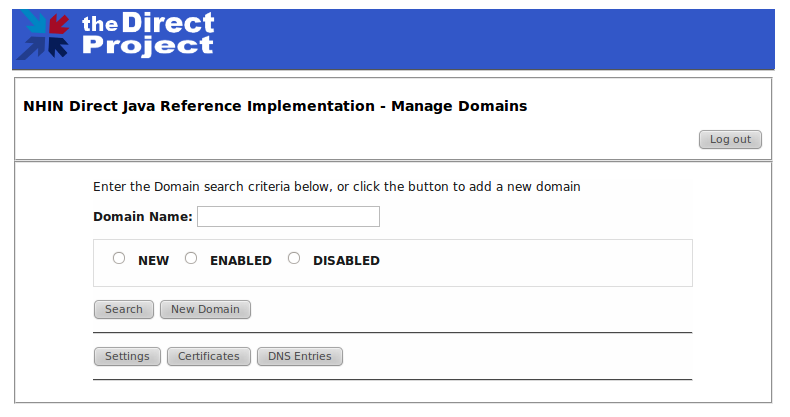 the Direct
Project
NHIN Direct Java Reference Implementation - Manage Domains
Log out
Enter the Domain search criteria below, or click the button to add a new domain
Domain Name:
NEW ENABLED DISABLED
Search New Domain
Settings Certificates DNS Entries